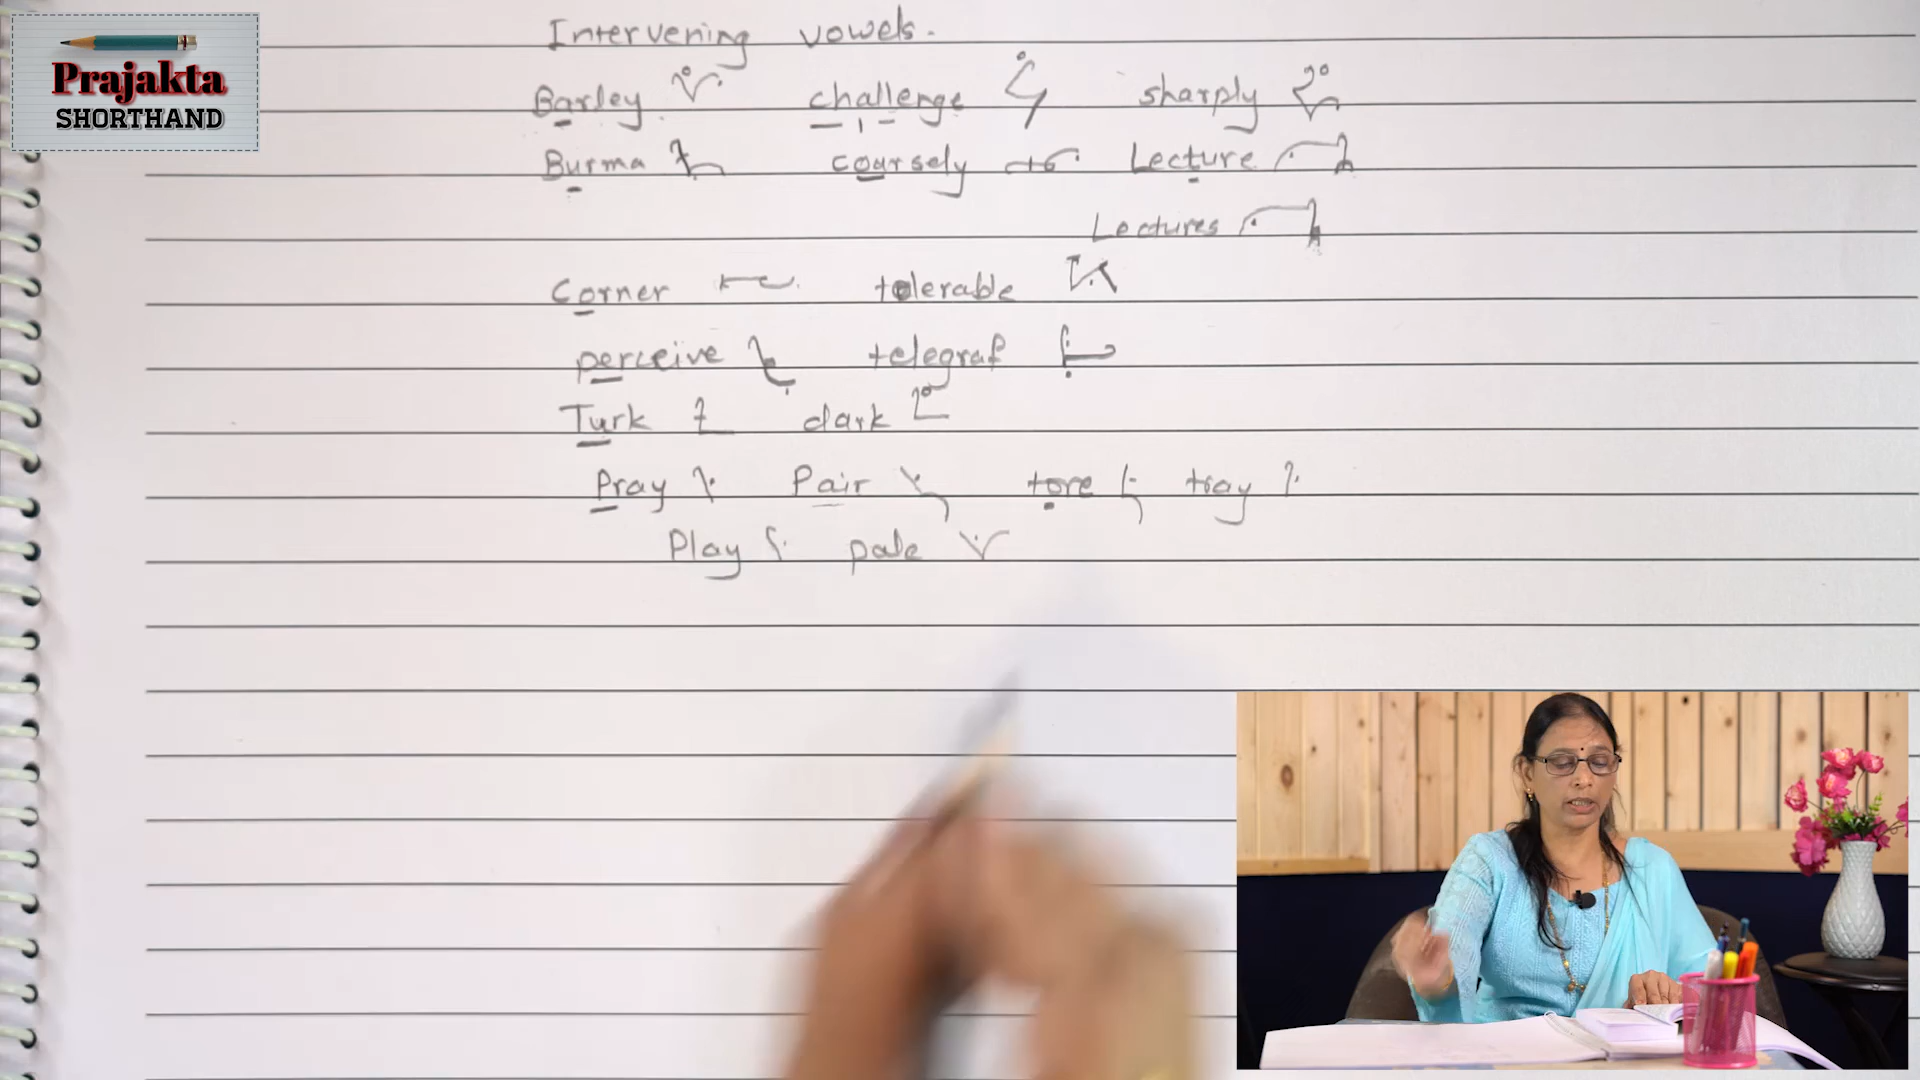 Prajakta
SHORTHAND
Intervening vowels.
Barley challenge sharply
Burma coarsely Lecture
Lectures
Corner tolerable
perceive telegraf
Turk dark
Pray Pair tore tray
Play pale